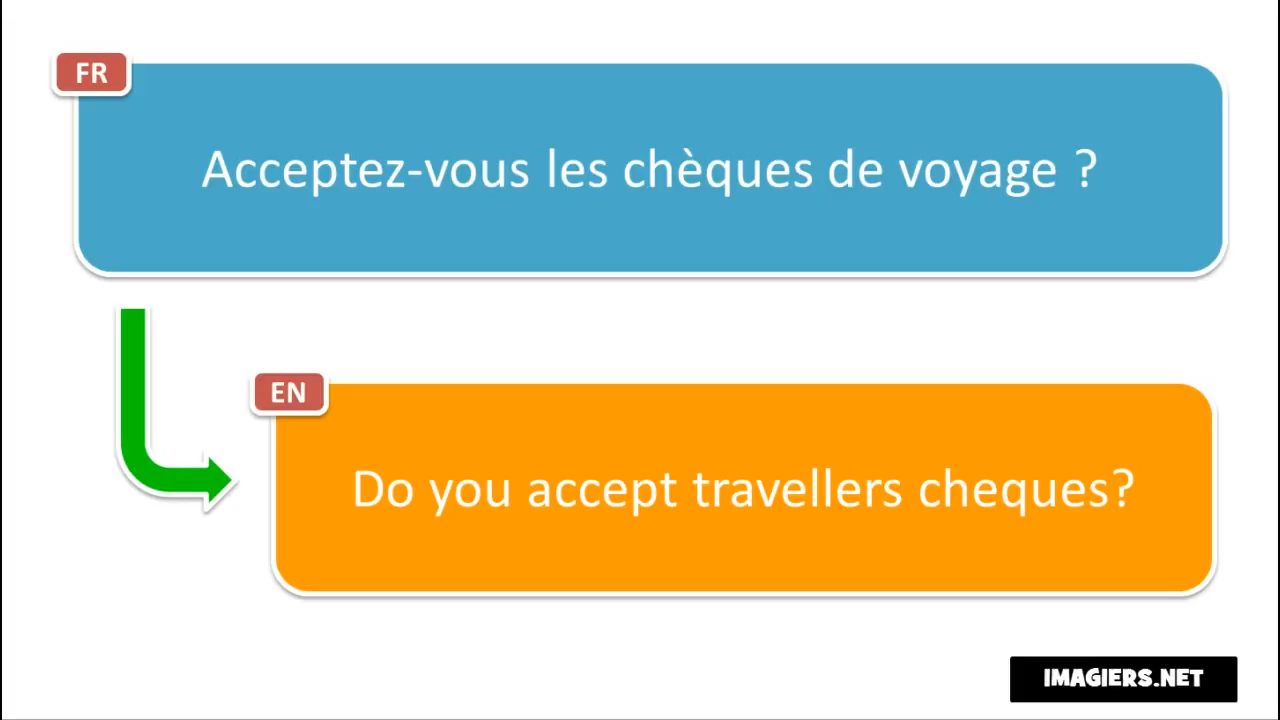 FR
Acceptez-vous les chèques de voyage ?
EN
Do you accept travellers cheques?
IMAGIERS.NET